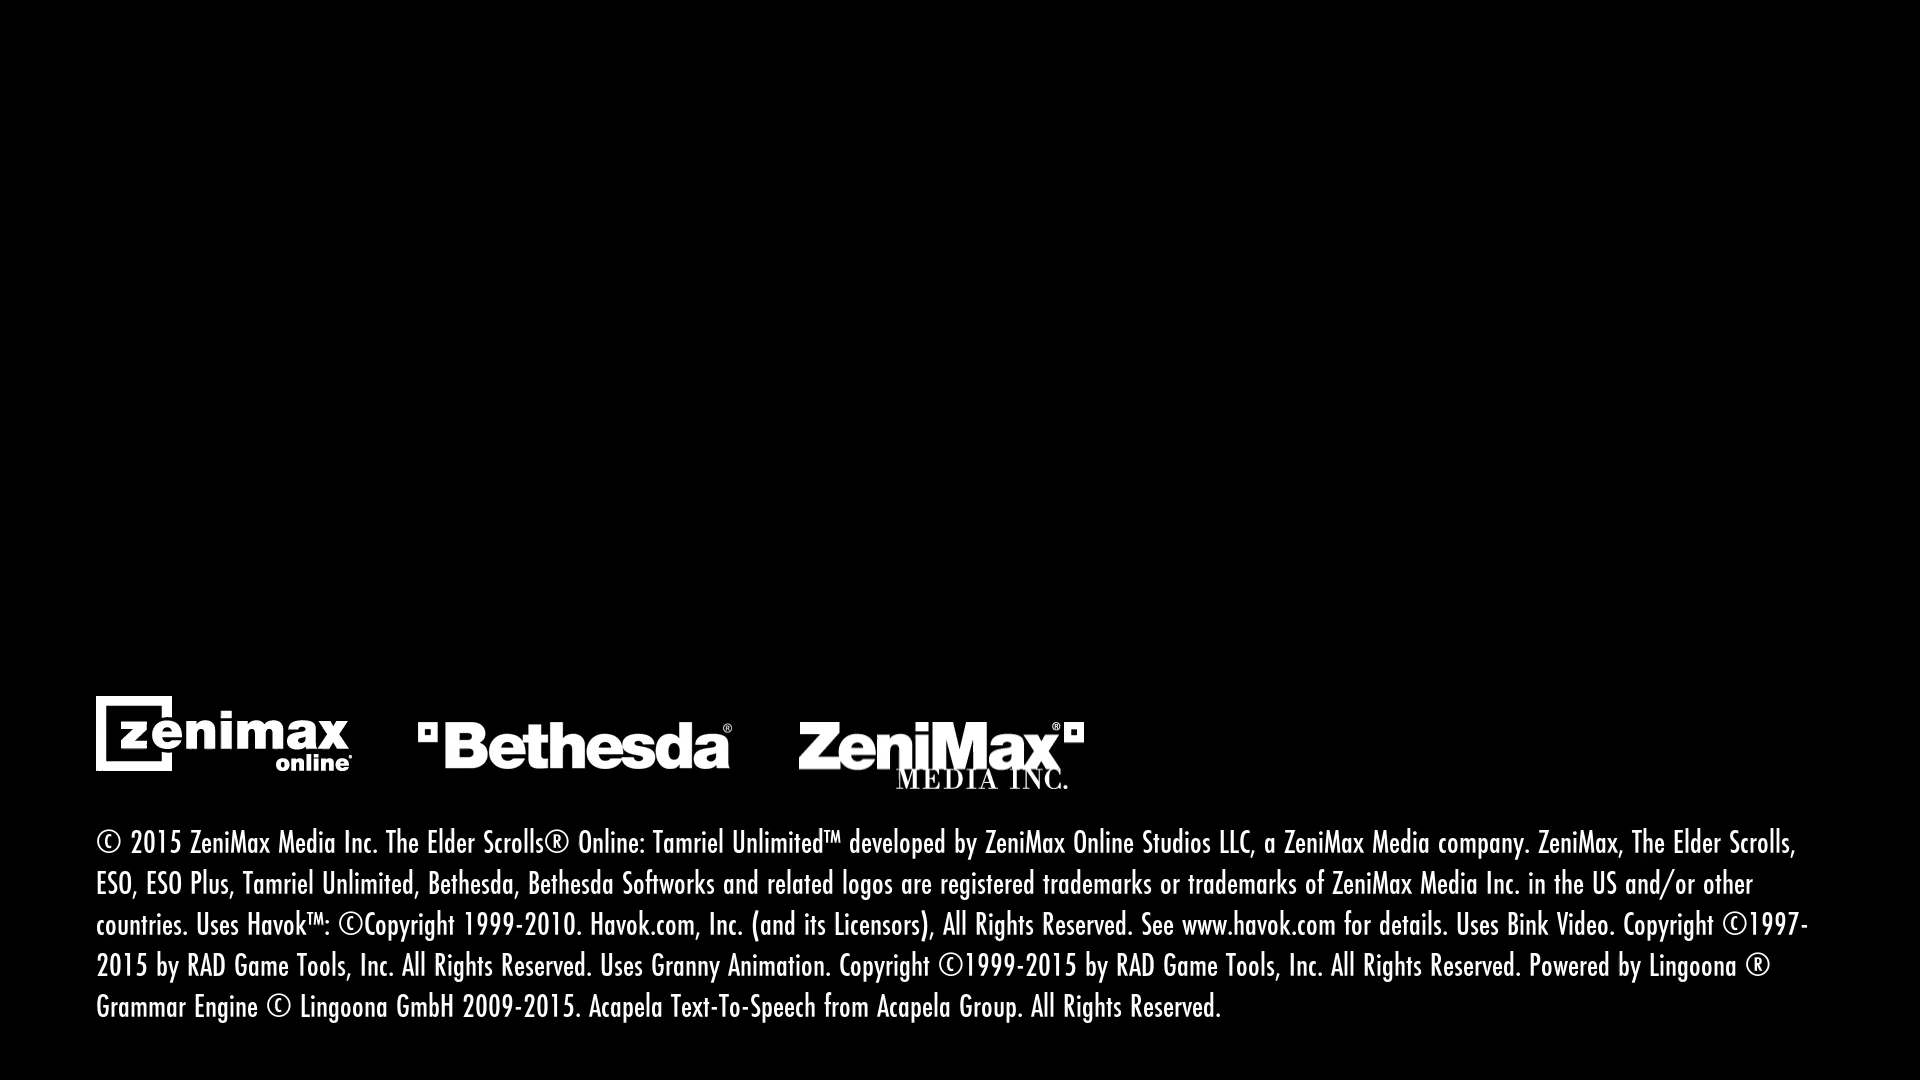 zenimax
online®
Bethesda®
ZeniMax®
MEDIA INC.
© 2015 ZeniMax Media Inc. The Elder Scrolls® Online: Tamriel Unlimited™ developed by ZeniMax Online Studios LLC, a ZeniMax Media company. ZeniMax, The Elder Scrolls,
ESO, ESO Plus, Tamriel Unlimited, Bethesda, Bethesda Softworks and related logos are registered trademarks or trademarks of ZeniMax Media Inc. in the US and/or other
countries. Uses Havok™: ©Copyright 1999-2010. Havok.com, Inc. (and its Licensors), All Rights Reserved. See www.havok.com for details. Uses Bink Video. Copyright ©1997-
2015 by RAD Game Tools, Inc. All Rights Reserved. Uses Granny Animation. Copyright ©1999-2015 by RAD Game Tools, Inc. All Rights Reserved. Powered by Lingoona ®
Grammar Engine © Lingoona GmbH 2009-2015. Acapela Text-To-Speech from Acapela Group. All Rights Reserved.